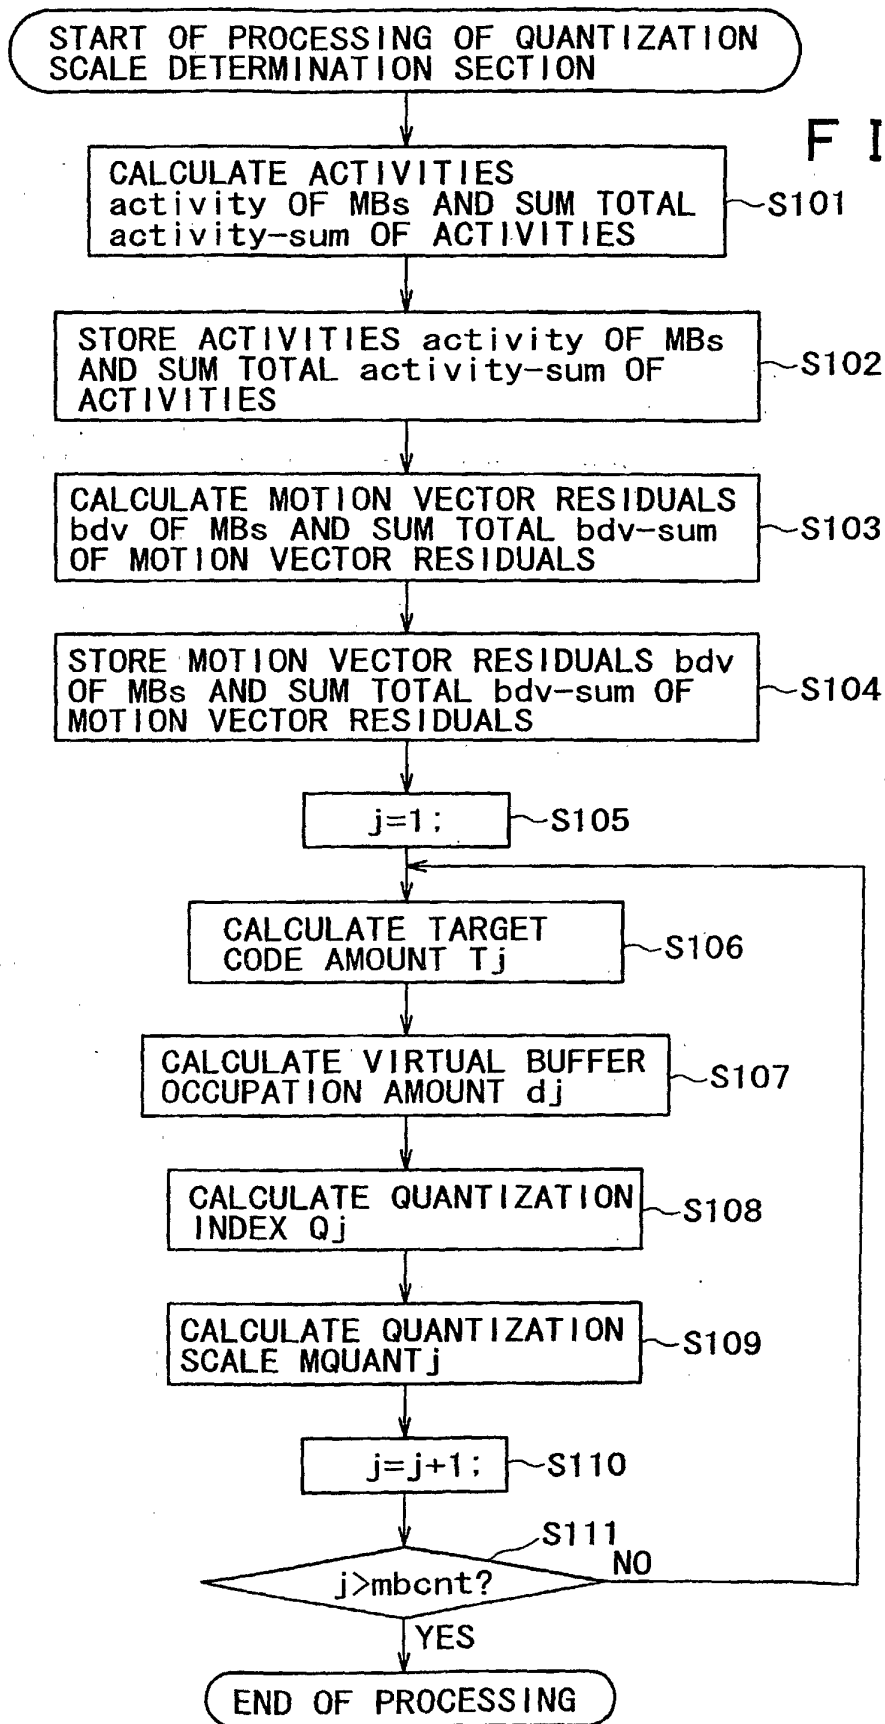 START OF PROCESSING OF QUANTIZATION
SCALE DETERMINATION SECTION
F I
CALCULATE ACTIVITIES
activity OF MBs AND SUM TOTAL
activity-sum OF ACTIVITIES
S101
STORE ACTIVITIES activity OF MBs
AND SUM TOTAL activity-sum OF
ACTIVITIES
S102
CALCULATE MOTION VECTOR RESIDUALS
bdv OF MBs AND SUM TOTAL bdv-sum
OF MOTION VECTOR RESIDUALS
S103
STORE MOTION VECTOR RESIDUALS bdv
OF MBs AND SUM TOTAL bdv-sum OF
MOTION VECTOR RESIDUALS
S104
j=1;
S105
CALCULATE TARGET
CODE AMOUNT Tj
S106
CALCULATE VIRTUAL BUFFER
OCCUPATION AMOUNT dj
S107
CALCULATE QUANTIZATION
INDEX Qj
S108
CALCULATE QUANTIZATION
SCALE MQUANTj
S109
j=j+1;
S110
S111
j>mbcnt?
NO
YES
END OF PROCESSING